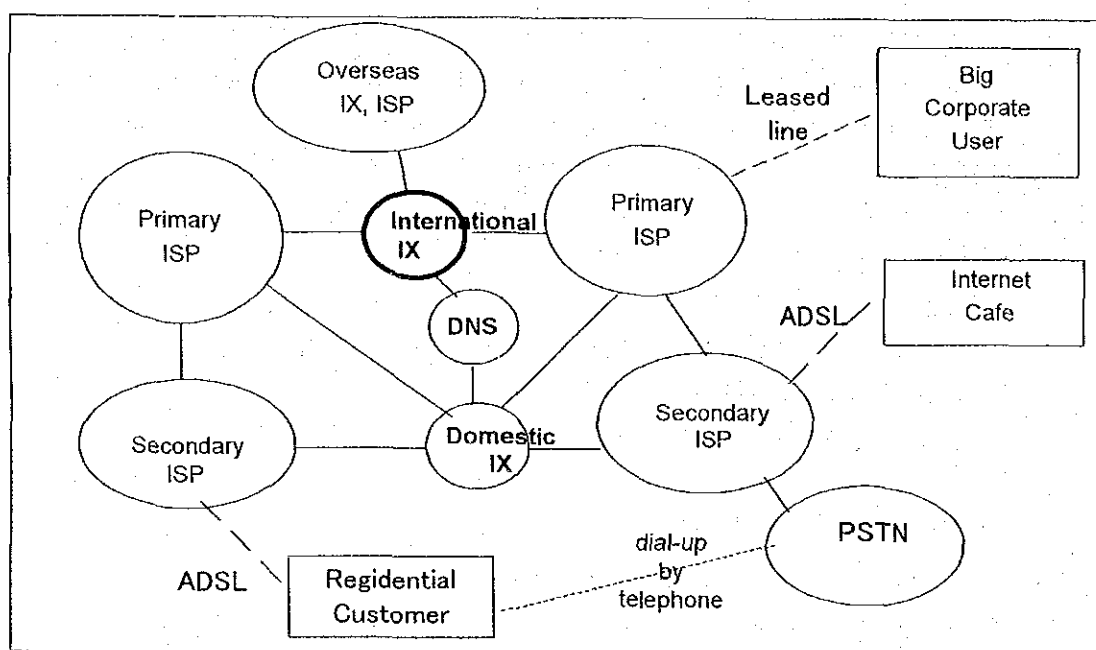 Overseas
IX, ISP
Big
Corporate
User
Leased
line
Primary
ISP
International
IX
Primary
ISP
Internet
Cafe
ADSL
DNS
Secondary
ISP
Domestic
IX
Secondary
ISP
PSTN
dial-up
by
telephone
ADSL
Regidential
Customer